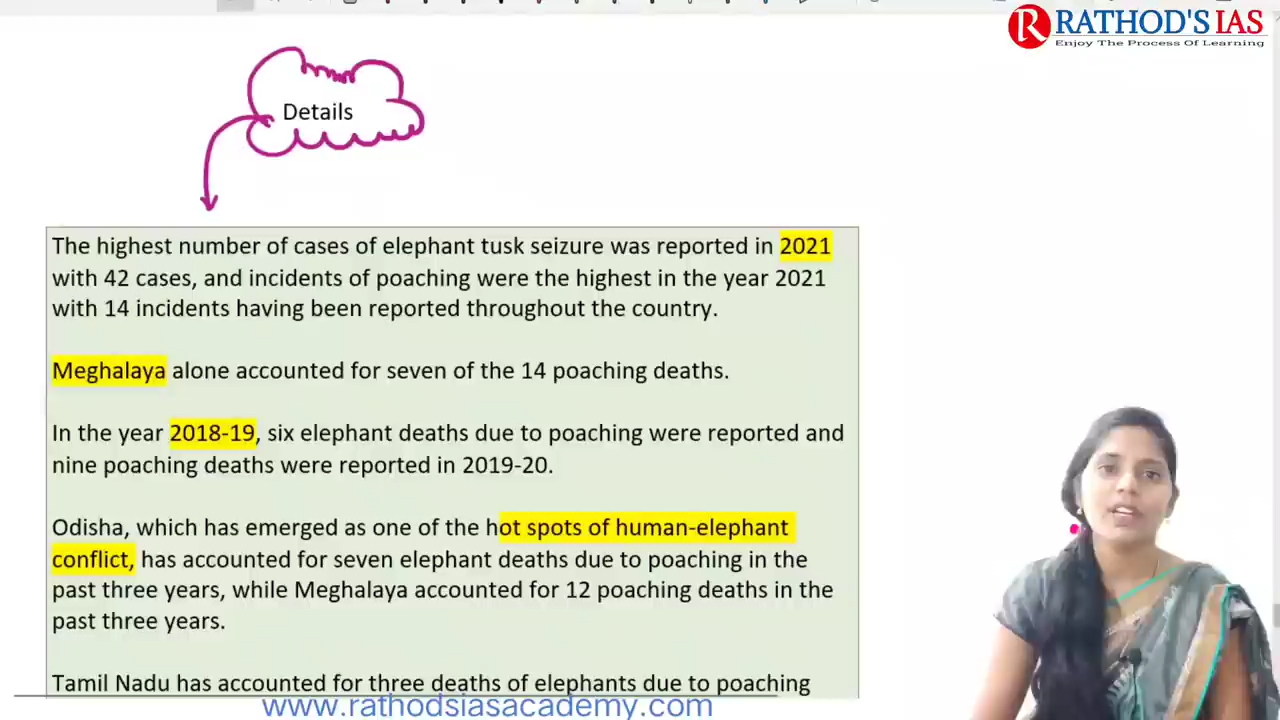 RATHOD'S IAS
Enjoy The Process Of Learning
Details
The highest number of cases of elephant tusk seizure was reported in 2021
with 42 cases, and incidents of poaching were the highest in the year 2021
with 14 incidents having been reported throughout the country.
Meghalaya alone accounted for seven of the 14 poaching deaths.
In the year 2018-19, six elephant deaths due to poaching were reported and
nine poaching deaths were reported in 2019-20.
Odisha, which has emerged as one of the hot spots of human-elephant
conflict, has accounted for seven elephant deaths due to poaching in the
past three years, while Meghalaya accounted for 12 poaching deaths in the
past three years.
Tamil Nadu has accounted for three deaths of elephants due to poaching
www.rathodsiasacademy.com